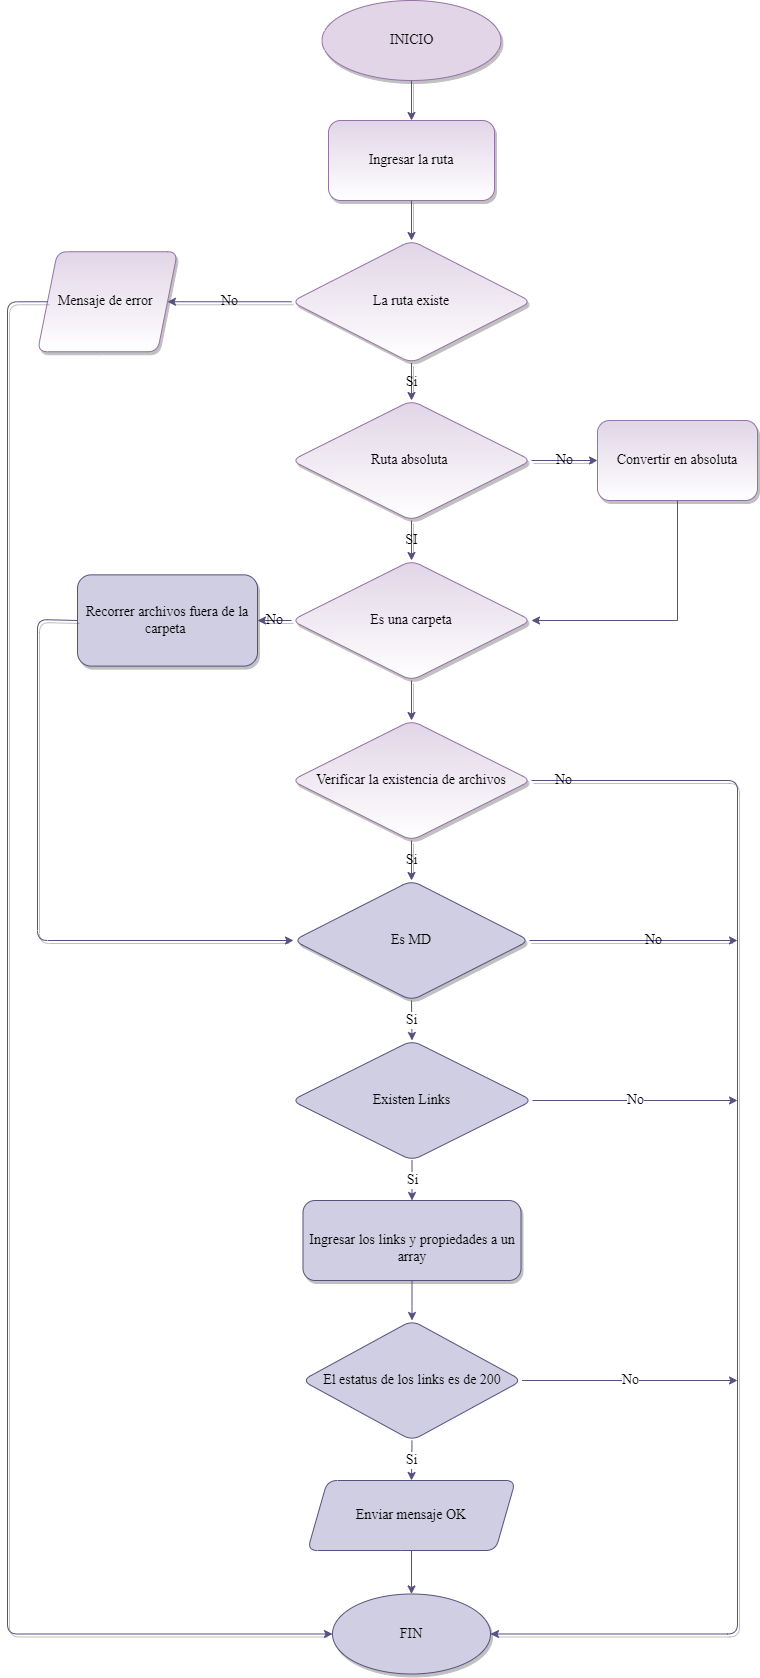 INICIO
Ingresar la ruta
La ruta existe
No
Mensaje de error
Si
Ruta absoluta
No
Convertir en absoluta
SI
Es una carpeta
No
Recorrer archivos fuera de la
carpeta
Verificar la existencia de archivos
No
Si
Es MD
No
Si
Existen Links
No
Si
Ingresar los links y propiedades a un
array
El estatus de los links es de 200
No
Si
Enviar mensaje OK
FIN